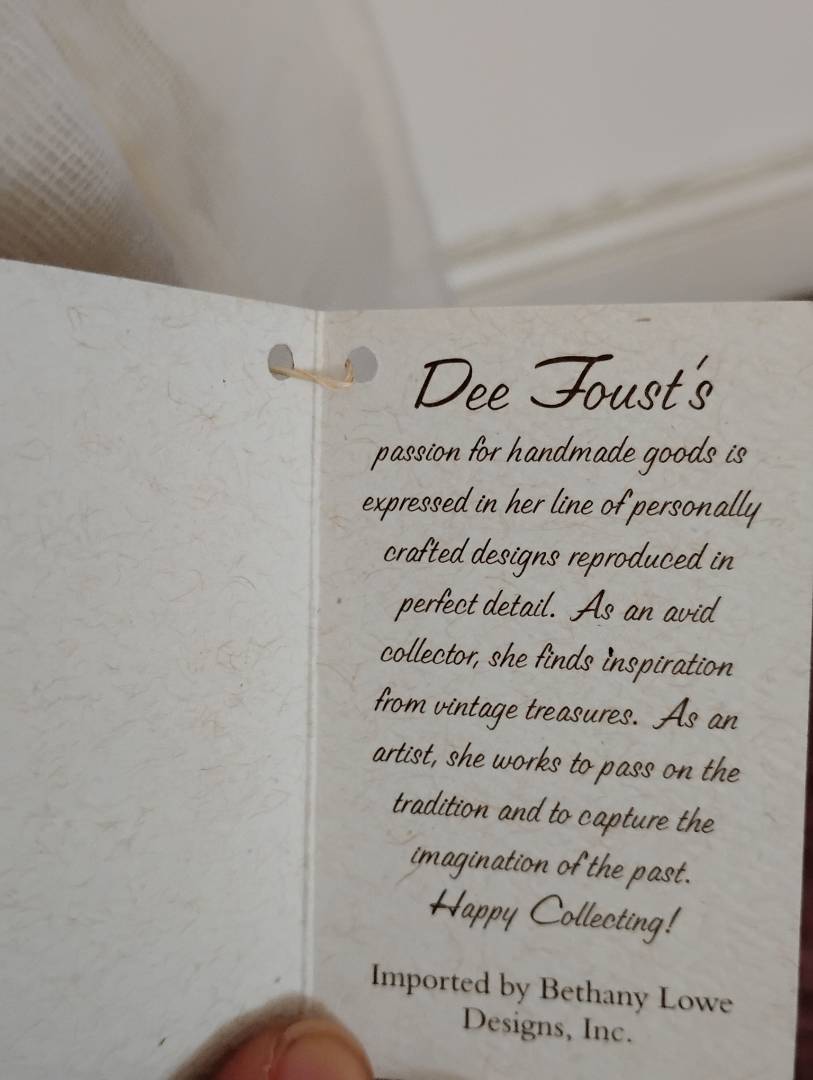 Dee Foust's
passion for handmade goods is
expressed in her line of personally
crafted designs reproduced in
perfect detail. As an avid
collector, she finds inspiration
from vintage treasures. As an
artist, she works to pass on the
tradition and to capture the
imagination of the past.
Happy Collecting!
Imported by Bethany Lowe
Designs, Inc.